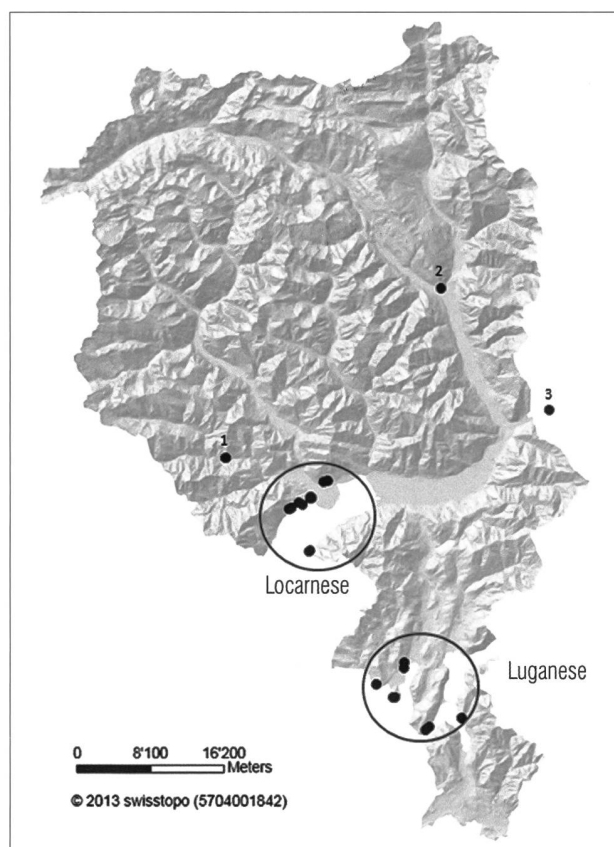 2
3
1
Locarnese
Luganese
0 8'100 16'200
Meters
© 2013 swisstopo (5704001842)